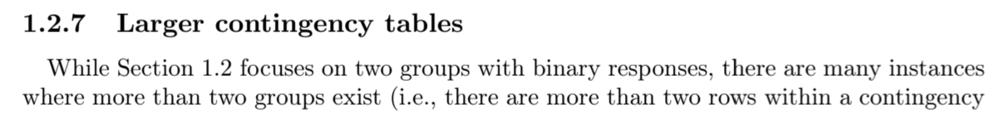 1.2.7 Larger contingency tables
While Section 1.2 focuses on two groups with binary responses, there are many instances
where more than two groups exist (i.e., there are more than two rows within a contingency